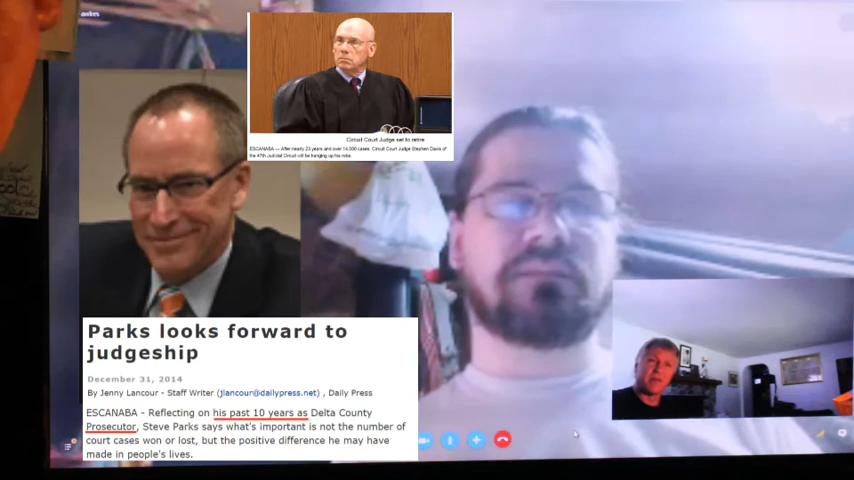 Circuit Court Judge set to retire
ESCANABA — After nearly 23 years and over 14,000 cases, Circuit Court Judge Stephen Davis of
the 47th Judicial Circuit will be hanging up his robe.
Parks looks forward to
judgeship
December 31, 2014
By Jenny Lancour - Staff Writer (jlancour@dailypress.net) , Daily Press
ESCANABA - Reflecting on his past 10 years as Delta County
Prosecutor, Steve Parks says what's important is not the number of
court cases won or lost, but the positive difference he may have
made in people's lives.